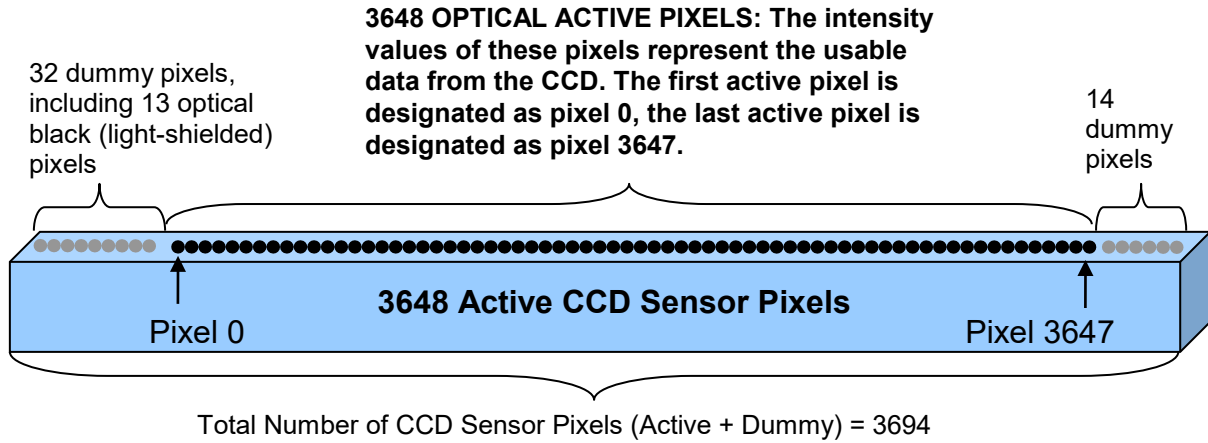 3648 OPTICAL ACTIVE PIXELS: The intensity
values of these pixels represent the usable
data from the CCD. The first active pixel is
designated as pixel 0, the last active pixel is
designated as pixel 3647.
32 dummy pixels,
including 13 optical
black (light-shielded)
pixels
14
dummy
pixels
3648 Active CCD Sensor Pixels
Pixel 0
Pixel 3647
Total Number of CCD Sensor Pixels (Active + Dummy) = 3694